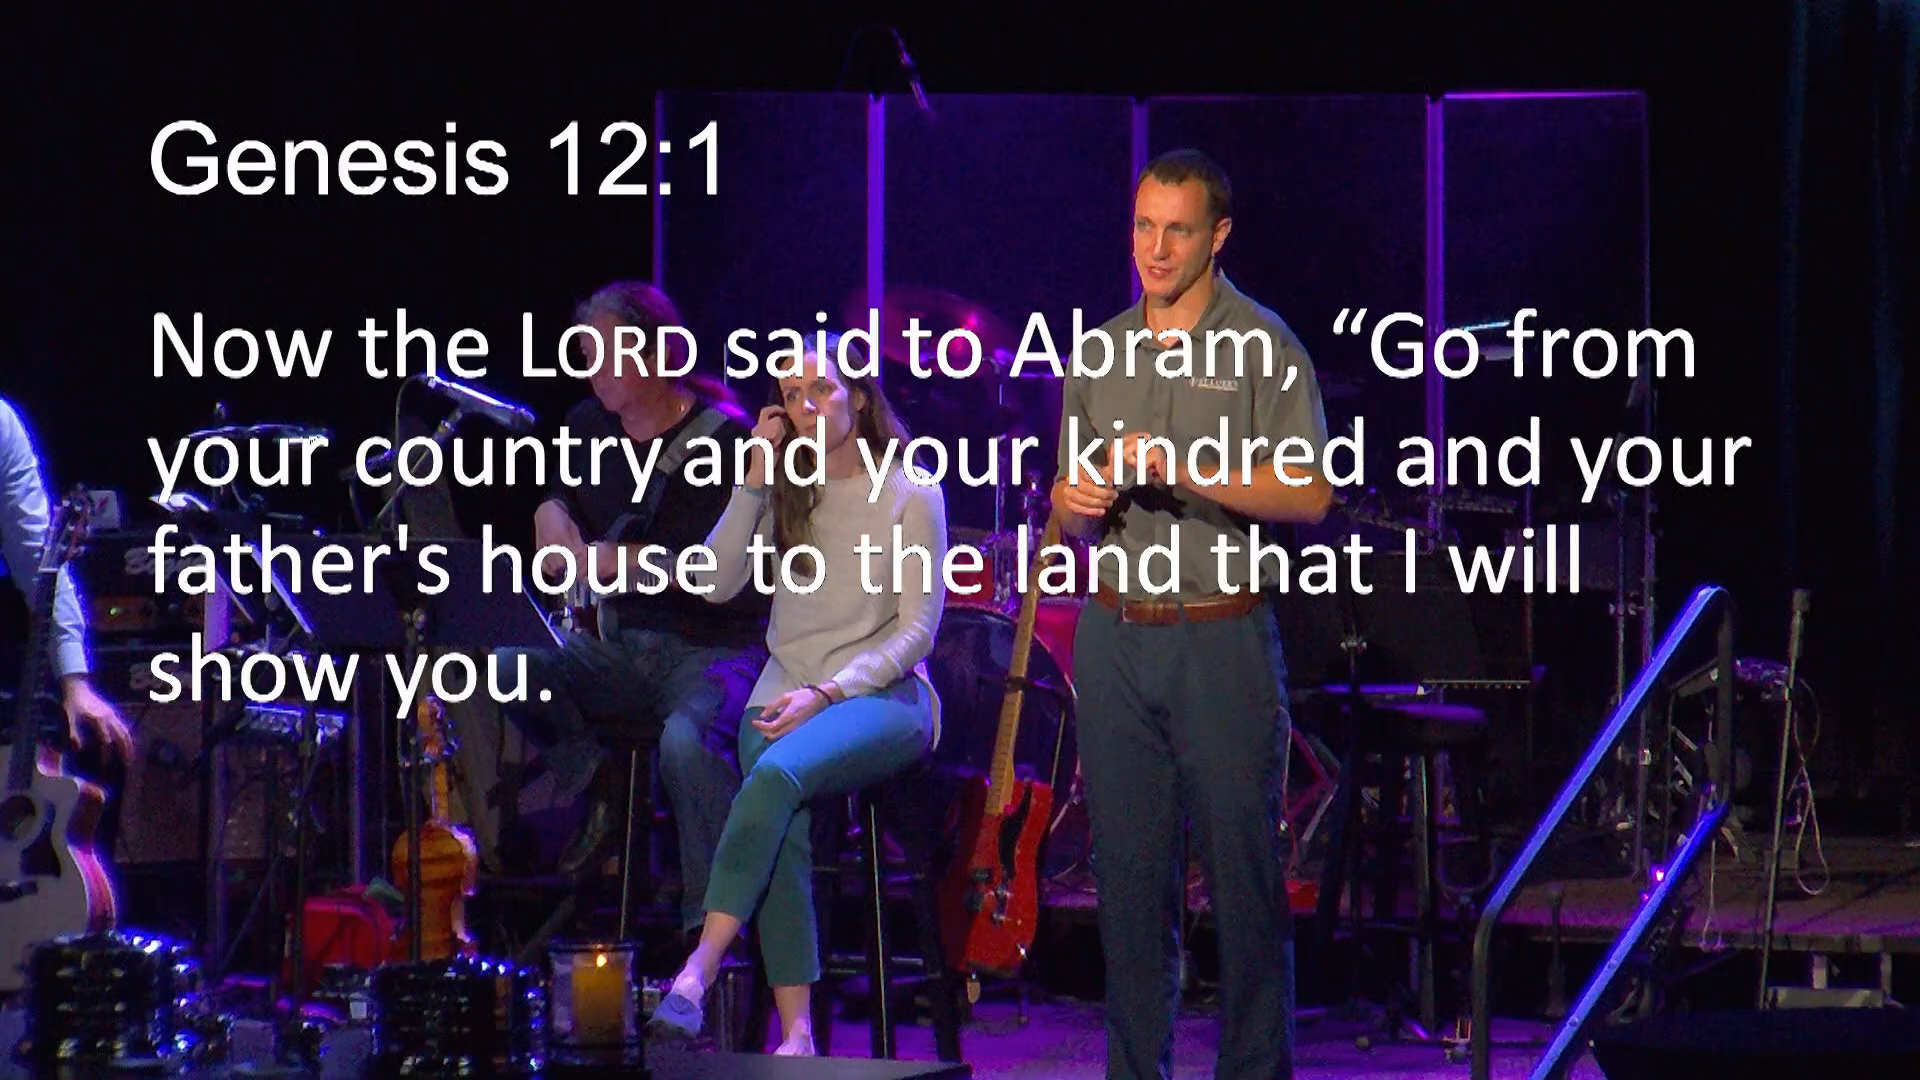 Genesis 12:1
Now the LORD said to Abram, “Go from
your country and your kindred and your
father's house to the land that I will
show you.